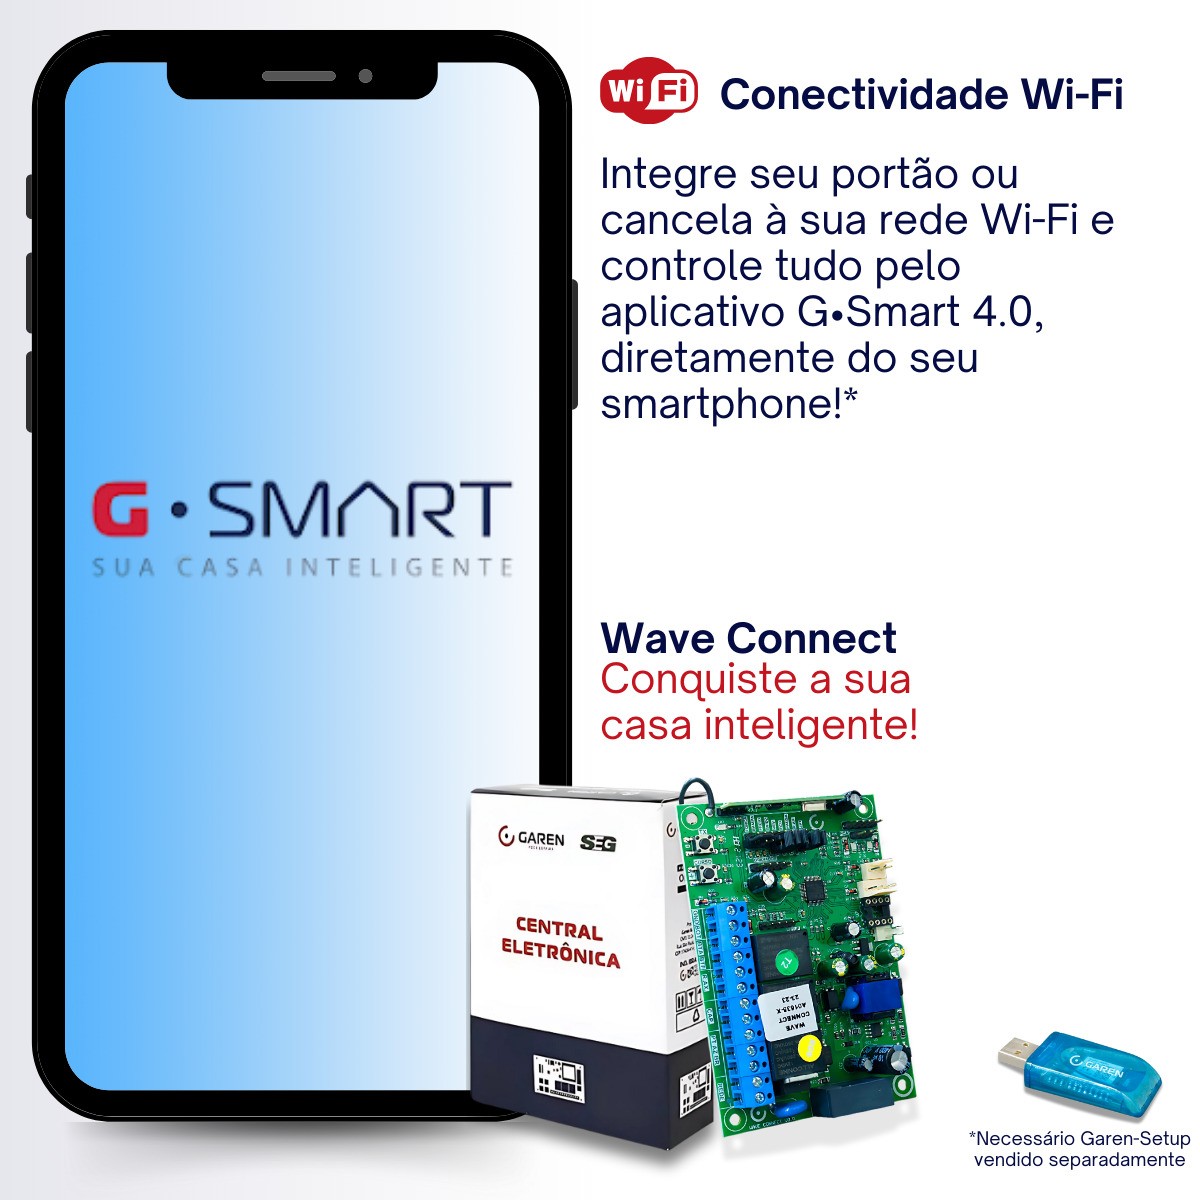 Wi Fi Conectividade Wi-Fi
Integre seu portão ou
cancela à sua rede Wi-Fi e
controle tudo pelo
aplicativo G•Smart 4.0,
diretamente do seu
smartphone!*
G•SMART
SUA CASA INTELIGENTE
Wave Connect
Conquiste a sua
casa inteligente!
GAREN SEG
CENTRAL
ELETRÔNICA
WAVE
CONNECT
23-23
GAREN
*Necessário Garen-Setup
vendido separadamente